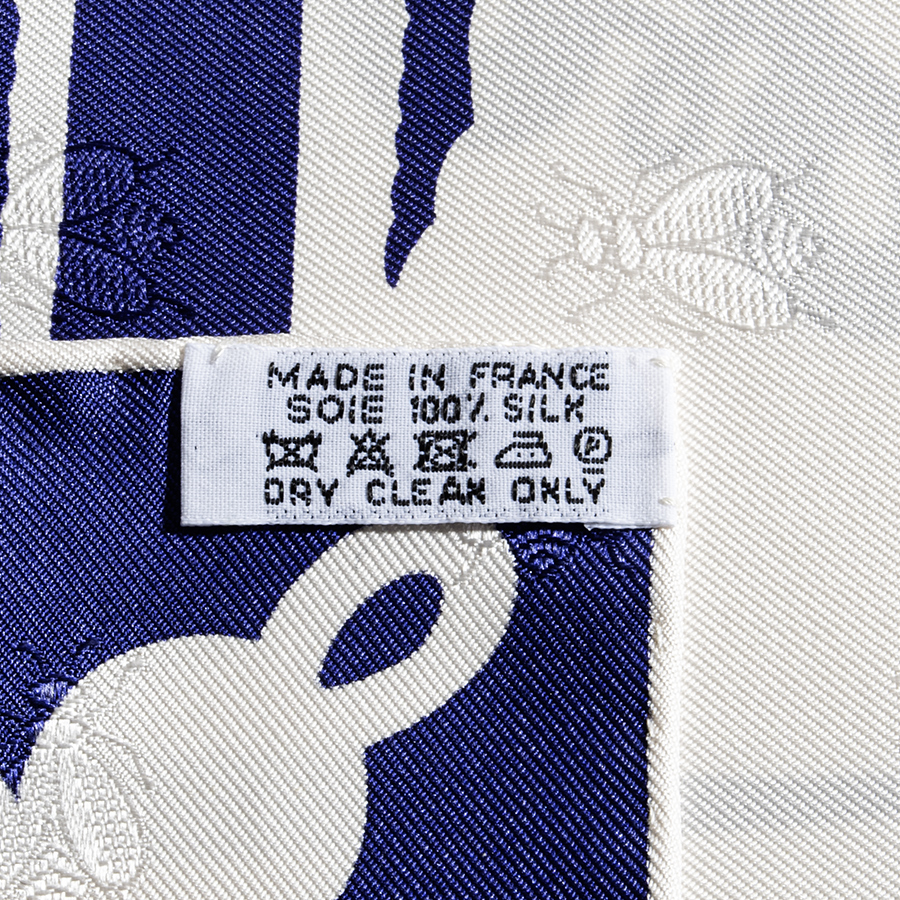 MADE IN FRANCE
SOIE 100% SILK
P
DRY CLEAN ONLY